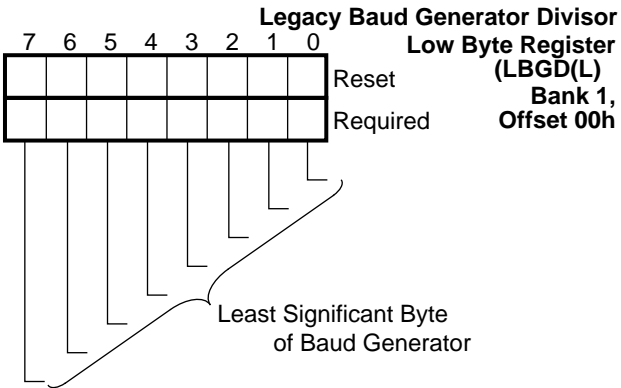 Legacy Baud Generator Divisor
7 6 5 4 3 2 1 0 Low Byte Register
Reset (LBGD(L)
Bank 1,
Required Offset 00h
Least Significant Byte
of Baud Generator